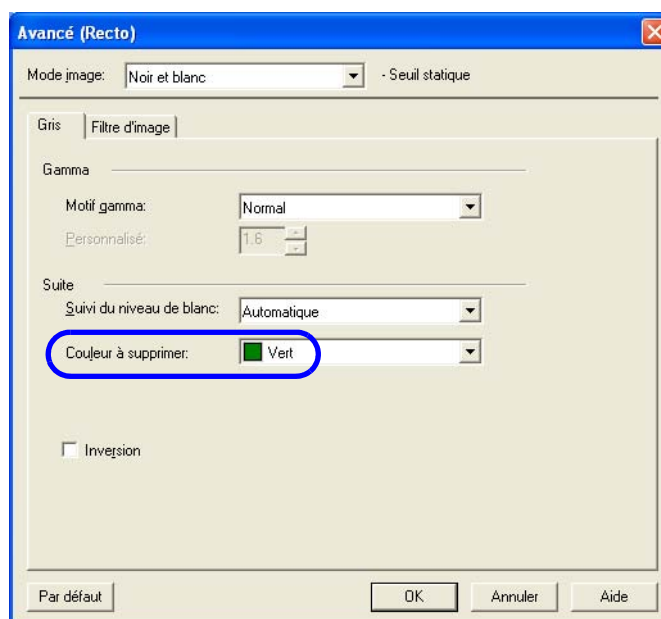 Avancé (Recto)
Mode image: Noir et blanc - Seuil statique
Gris Filtre d'image
Gamma
Motif gamma: Normal
Personnalisé: 1.6
Suite
Suivi du niveau de blanc: Automatique
Couleur à supprimer: Vert
Inversion
Par défaut OK Annuler Aide